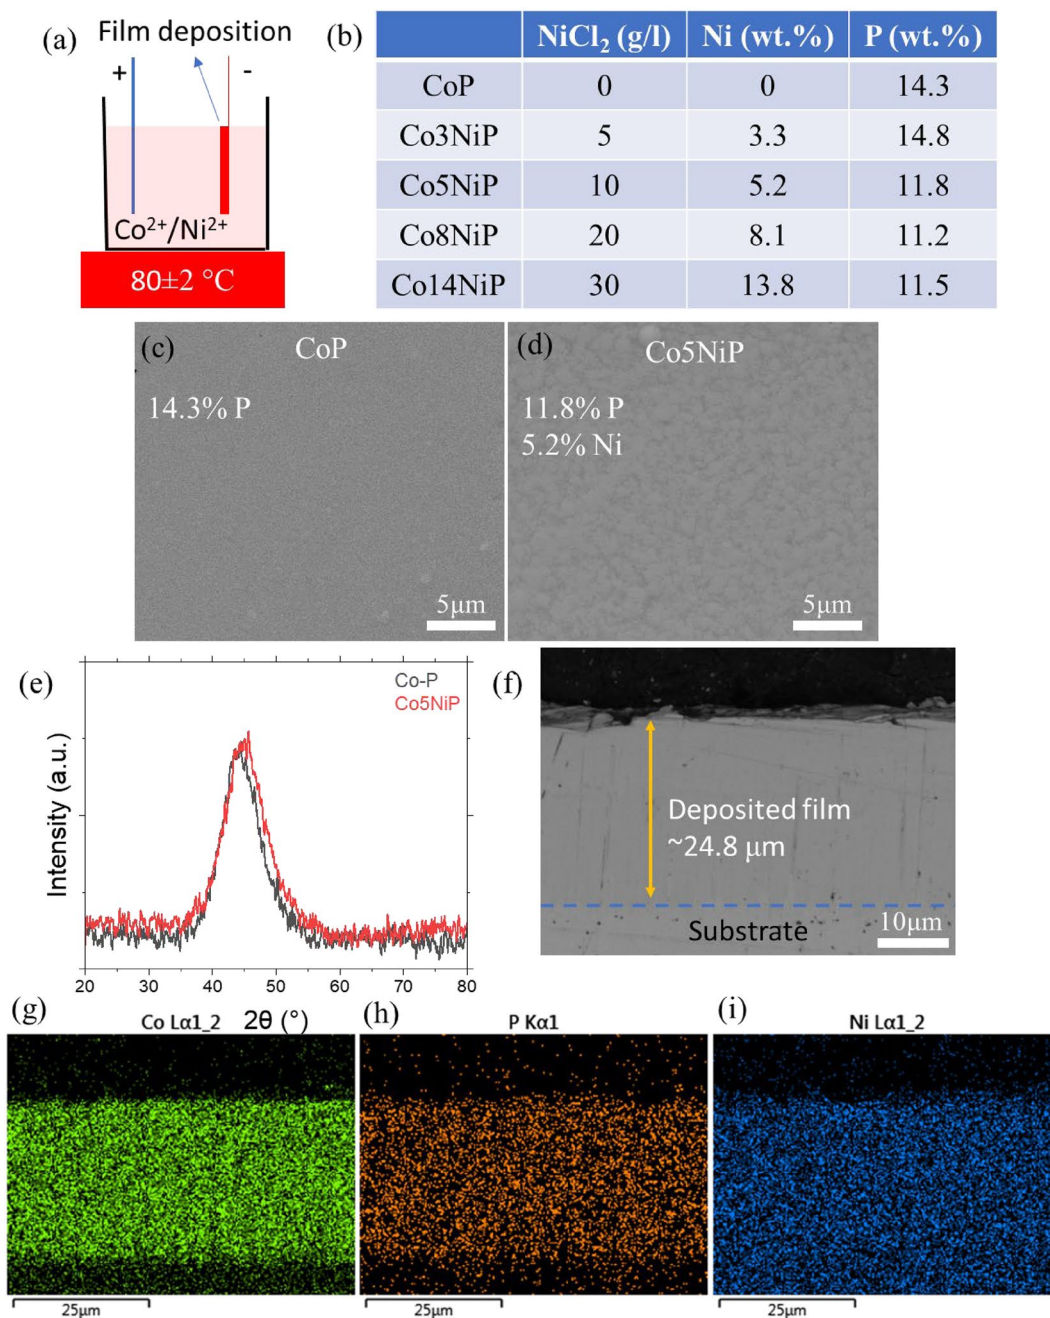 (a)
Film deposition
+
-
Co²⁺/Ni²⁺
80±2 °C
(b)
NiCl₂ (g/l) Ni (wt.%) P (wt.%)
CoP 0 0 14.3
Co3NiP 5 3.3 14.8
Co5NiP 10 5.2 11.8
Co8NiP 20 8.1 11.2
Co14NiP 30 13.8 11.5
(c)
CoP
14.3% P
5μm
(d)
Co5NiP
11.8% P
5.2% Ni
5μm
(e)
Co-P
Co5NiP
Intensity (a.u.)
20 30 40 50 60 70 80
2θ (°)
(f)
Deposited film
~24.8 μm
Substrate
10μm
(g)
Co Lα1_2
25μm
(h)
P Kα1
25μm
(i)
Ni Lα1_2
25μm